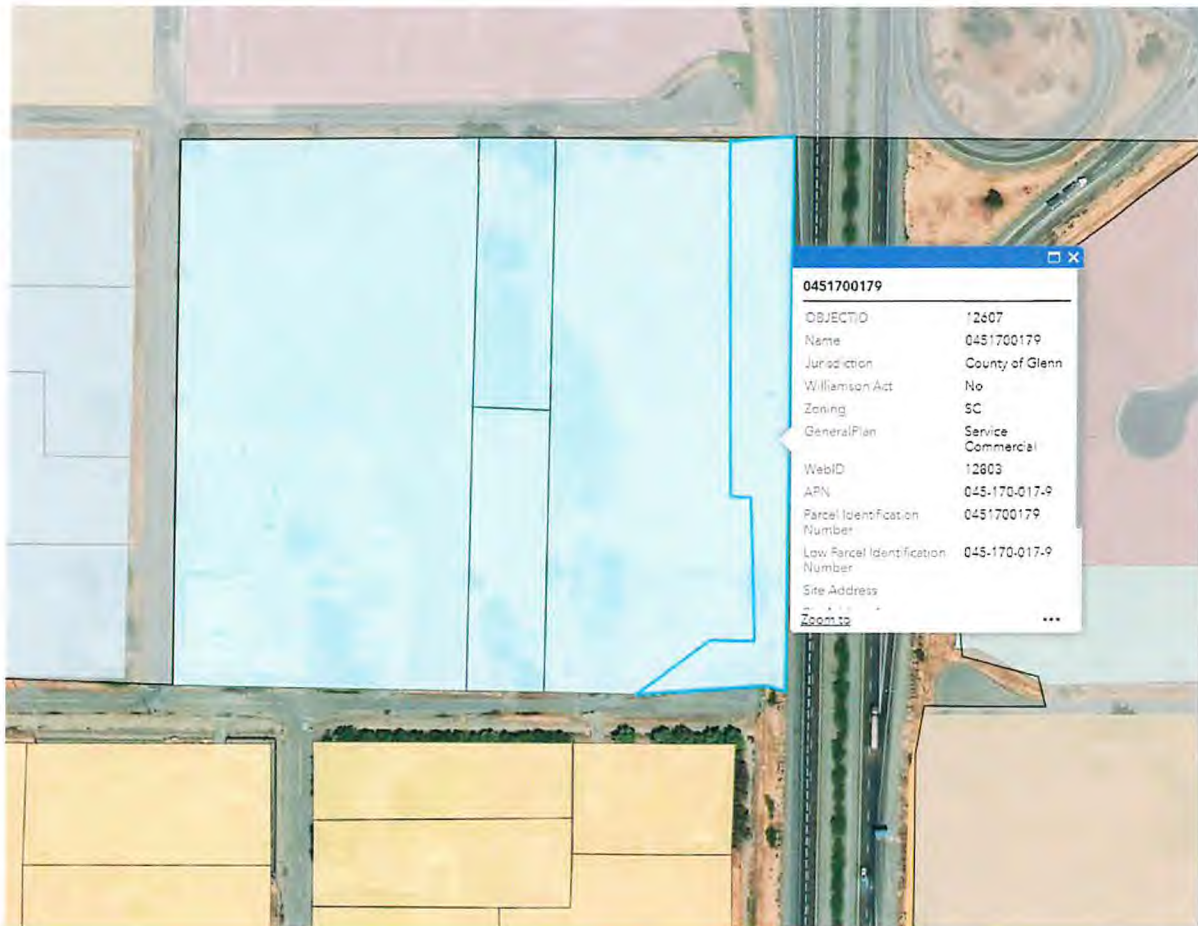 0451700179
OBJECTID 12607
Name 0451700179
Jurisdiction County of Glenn
Williamson Act No
Zoning SC
GeneralPlan Service
Commercial
WebID 12803
APN 045-170-017-9
Parcel Identification 0451700179
Number
Low Parcel Identification 045-170-017-9
Number
Site Address
Zoom to